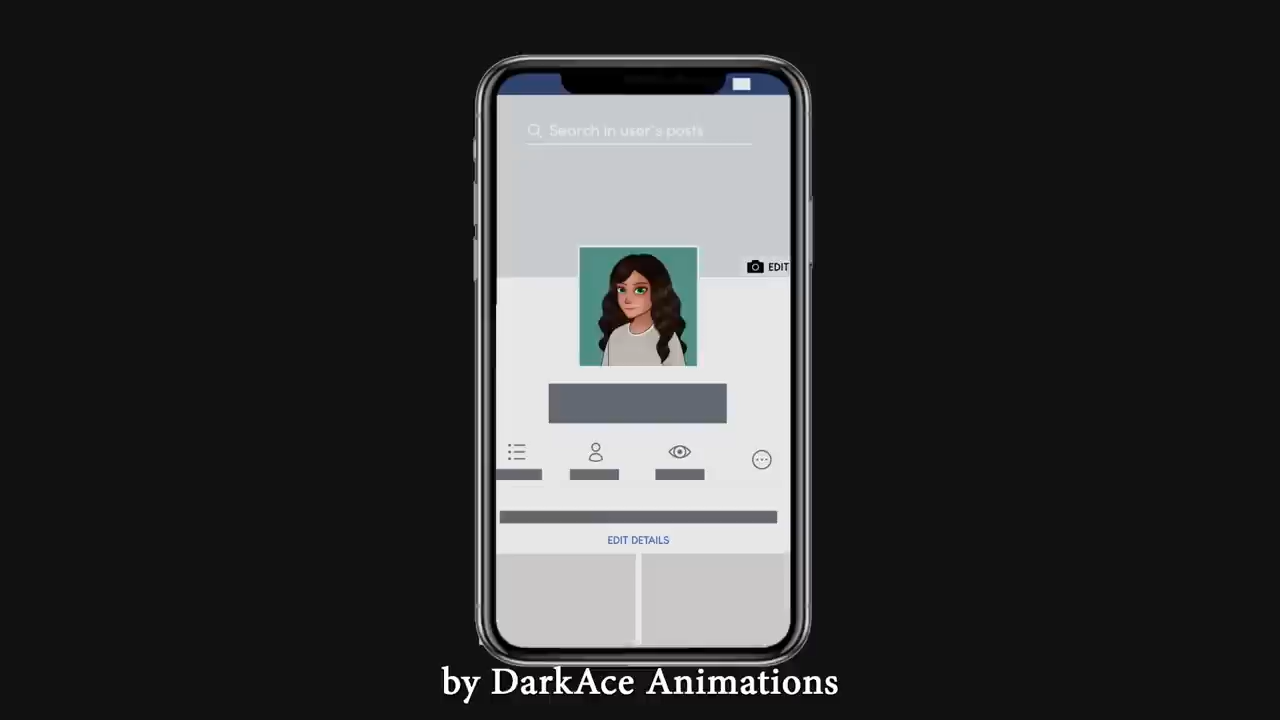 Search in user's posts
EDIT
EDIT DETAILS
by DarkAce Animations